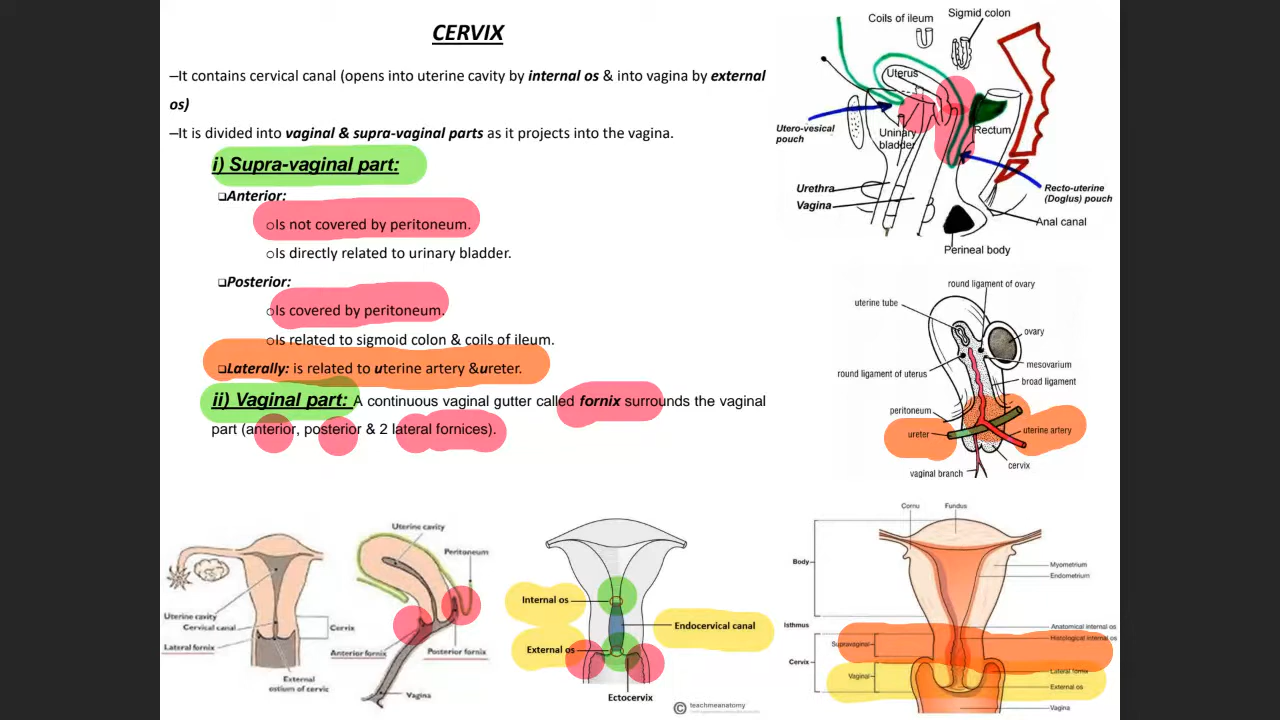 CERVIX
–It contains cervical canal (opens into uterine cavity by internal os & into vagina by external
os)
–It is divided into vaginal & supra-vaginal parts as it projects into the vagina.
i) Supra-vaginal part:
❑Anterior:
oIs not covered by peritoneum.
oIs directly related to urinary bladder.
❑Posterior:
oIs covered by peritoneum.
oIs related to sigmoid colon & coils of ileum.
❑Laterally: is related to uterine artery &ureter.
ii) Vaginal part: A continuous vaginal gutter called fornix surrounds the vaginal
part (anterior, posterior & 2 lateral fornices).
Coils of ileum
Sigmid colon
Uterus
Utero-vesical
pouch
Urinary
bladder
Rectum
Urethra
Vagina
Recto-uterine
(Doglus) pouch
Anal canal
Perineal body
round ligament of ovary
uterine tube
ovary
mesovarium
round ligament of uterus
broad ligament
peritoneum
ureter
uterine artery
cervix
vaginal branch
Uterine cavity
Cervical canal
Cervix
Lateral fornix
External
ostium of cervic
Uterine cavity
Peritoneum
Anterior fornix
Posterior fornix
Vagina
Internal os
Endocervical canal
External os
Ectocervix
© teachmeanatomy
Cornu
Fundus
Body
Myometrium
Endometrium
Isthmus
Anatomical internal os
Histological internal os
Supravaginal
Cervix
Lateral fornix
Vaginal
External os
Vagina